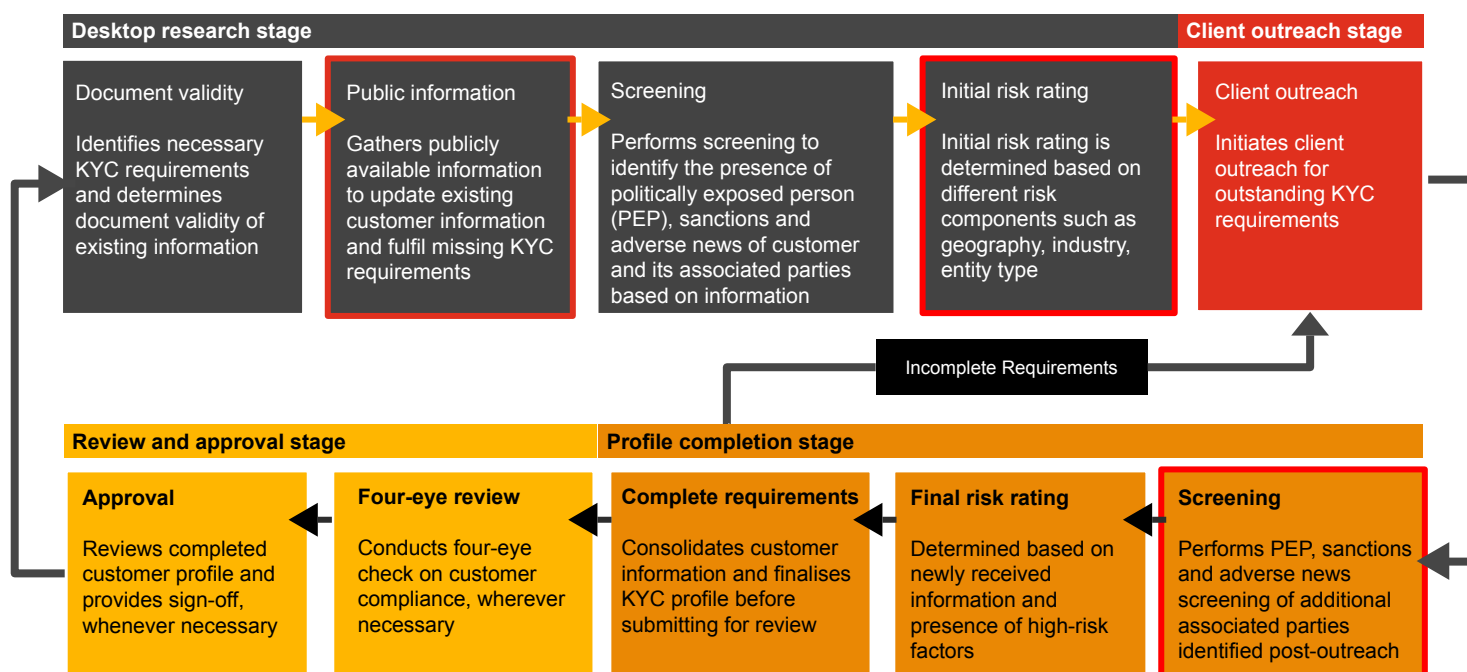 Desktop research stage
Client outreach stage
Document validity
Identifies necessary
KYC requirements
and determines
document validity of
existing information
Public information
Gathers publicly
available information
to update existing
customer information
and fulfil missing KYC
requirements
Screening
Performs screening to
identify the presence of
politically exposed person
(PEP), sanctions and
adverse news of customer
and its associated parties
based on information
Initial risk rating
Initial risk rating is
determined based on
different risk
components such as
geography, industry,
entity type
Client outreach
Initiates client
outreach for
outstanding KYC
requirements
Incomplete Requirements
Review and approval stage
Profile completion stage
Approval
Reviews completed
customer profile and
provides sign-off,
whenever necessary
Four-eye review
Conducts four-eye
check on customer
compliance, wherever
necessary
Complete requirements
Consolidates customer
information and finalises
KYC profile before
submitting for review
Final risk rating
Determined based on
newly received
information and
presence of high-risk
factors
Screening
Performs PEP, sanctions
and adverse news
screening of additional
associated parties
identified post-outreach